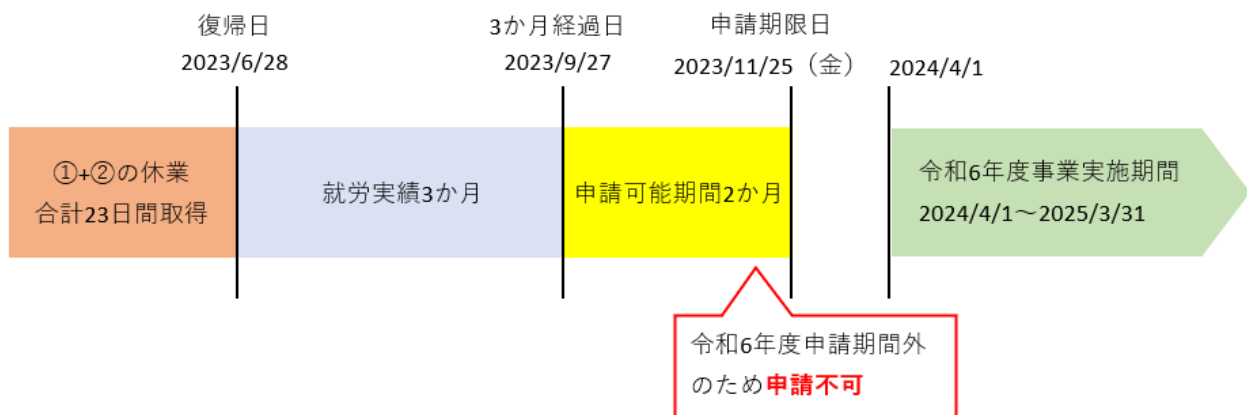 復帰日
2023/6/28
3か月経過日
2023/9/27
申請期限日
2023/11/25（金）
2024/4/1
①+②の休業
合計23日間取得
就労実績3か月
申請可能期間2か月
令和6年度事業実施期間
2024/4/1～2025/3/31
令和6年度申請期間外
のため申請不可